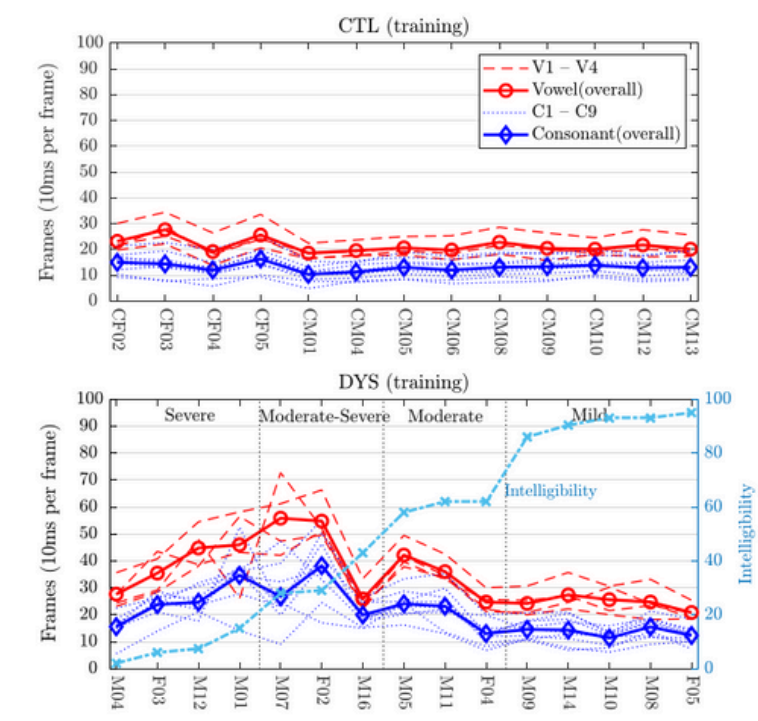 CTL (training)
Frames (10ms per frame)
100
90
80
70
60
50
40
30
20
10
0
V1 – V4
Vowel(overall)
C1 – C9
Consonant(overall)
CF02
CF03
CF04
CF05
CM01
CM04
CM05
CM06
CM08
CM09
CM10
CM12
CM13
DYS (training)
Frames (10ms per frame)
100
90
80
70
60
50
40
30
20
10
0
Severe
Moderate-Severe
Moderate
Mild
Intelligibility
100
80
60
40
20
0
Intelligibility
M04
F03
M12
M01
M07
F02
M16
M05
M11
F04
M09
M14
M10
M08
F05